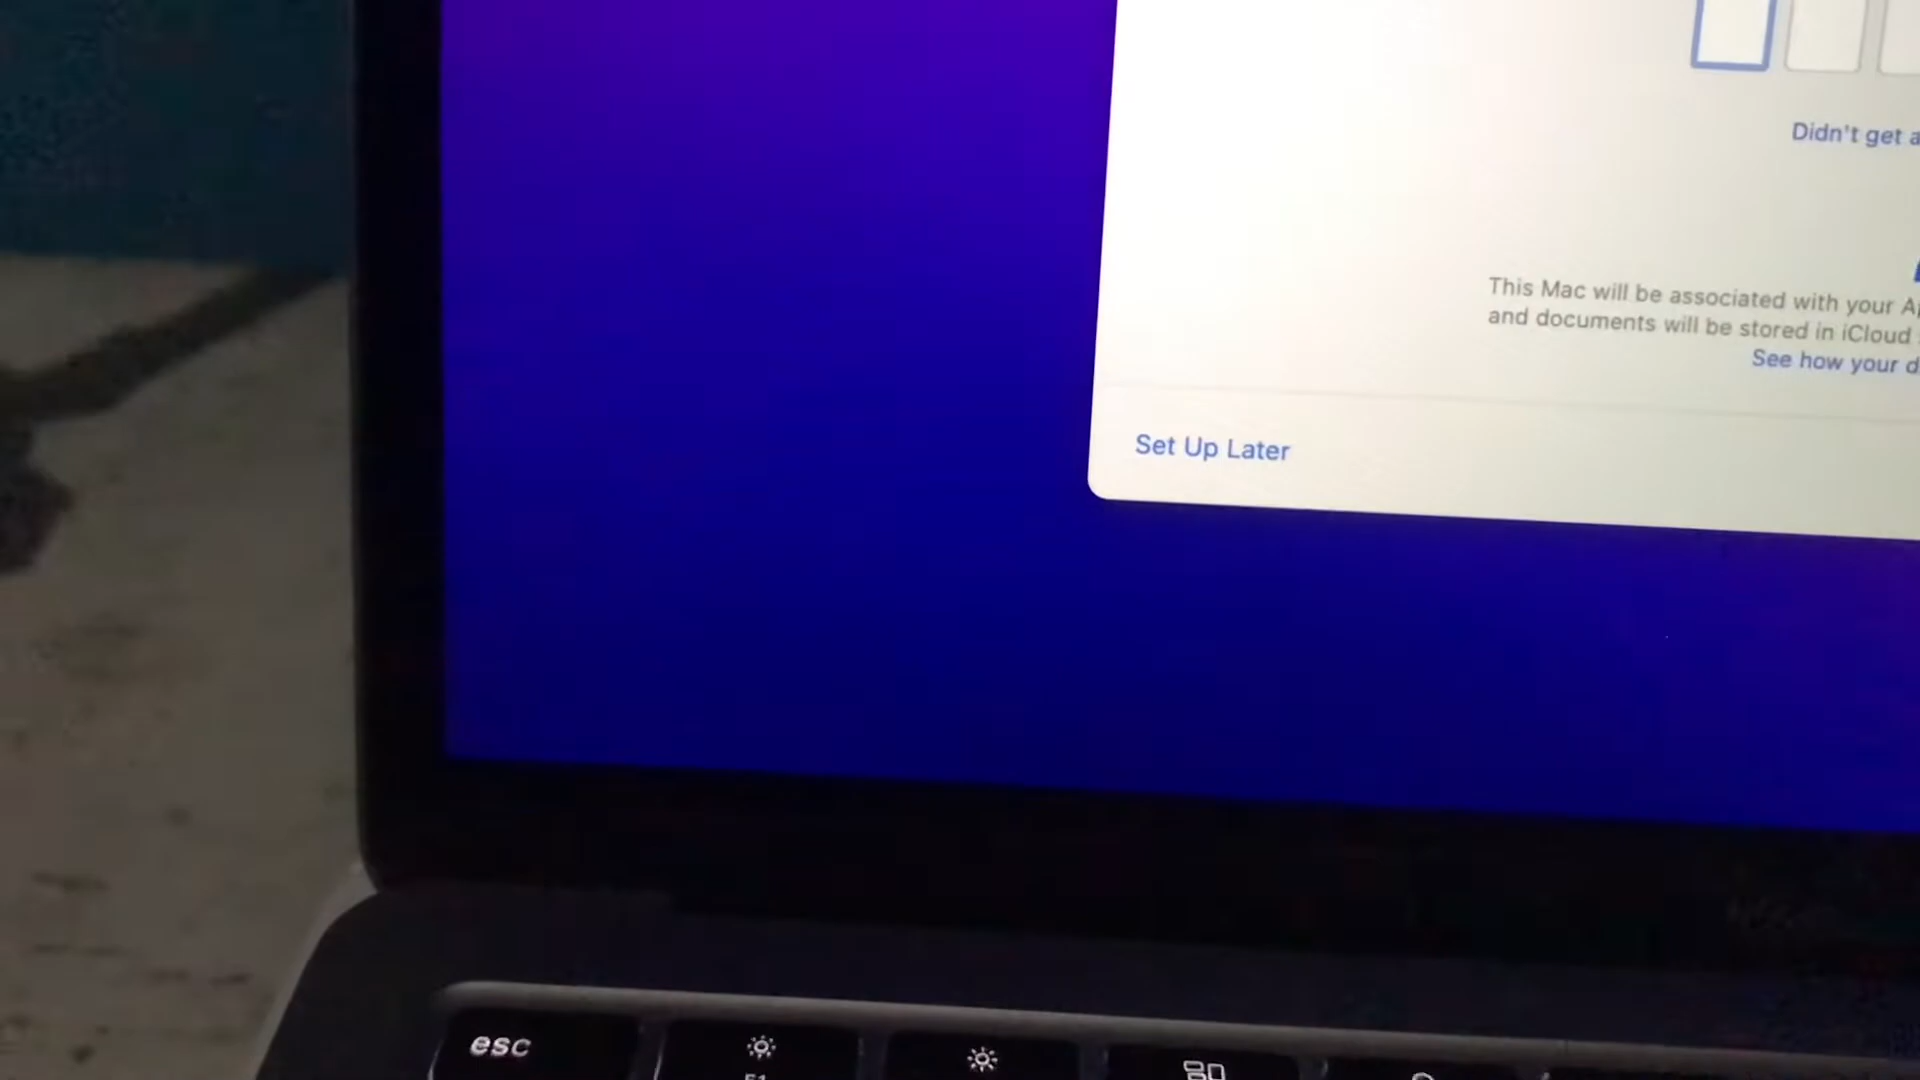 Didn't get a
This Mac will be associated with your A
and documents will be stored in iCloud
See how your d
Set Up Later
esc
F1